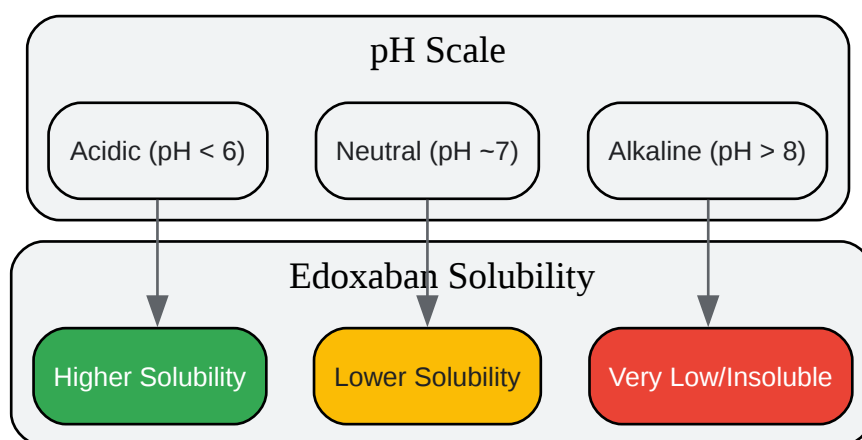 pH Scale
Acidic (pH < 6)
Neutral (pH ~7)
Alkaline (pH > 8)
Edoxaban Solubility
Higher Solubility
Lower Solubility
Very Low/Insoluble